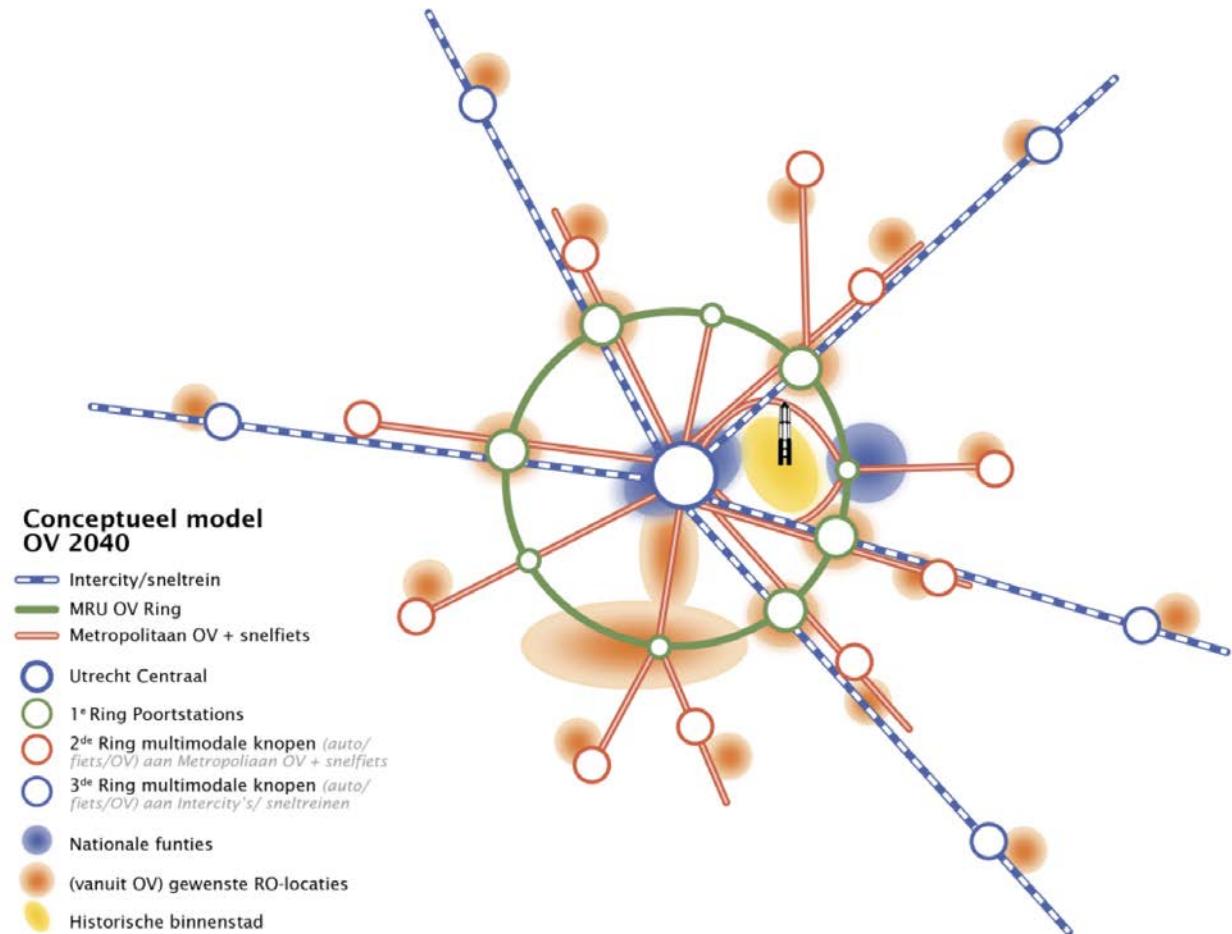 Conceptueel model
OV 2040
Intercity/sneltrein
MRU OV Ring
Metropolitaan OV + snelfiets
Utrecht Centraal
1e Ring Poortstations
2de Ring multimodale knopen (auto/
fiets/OV) aan Metropoliaan OV + snelfiets
3de Ring multimodale knopen (auto/
fiets/OV) aan Intercity's/ sneltreinen
Nationale funties
(vanuit OV) gewenste RO-locaties
Historische binnenstad